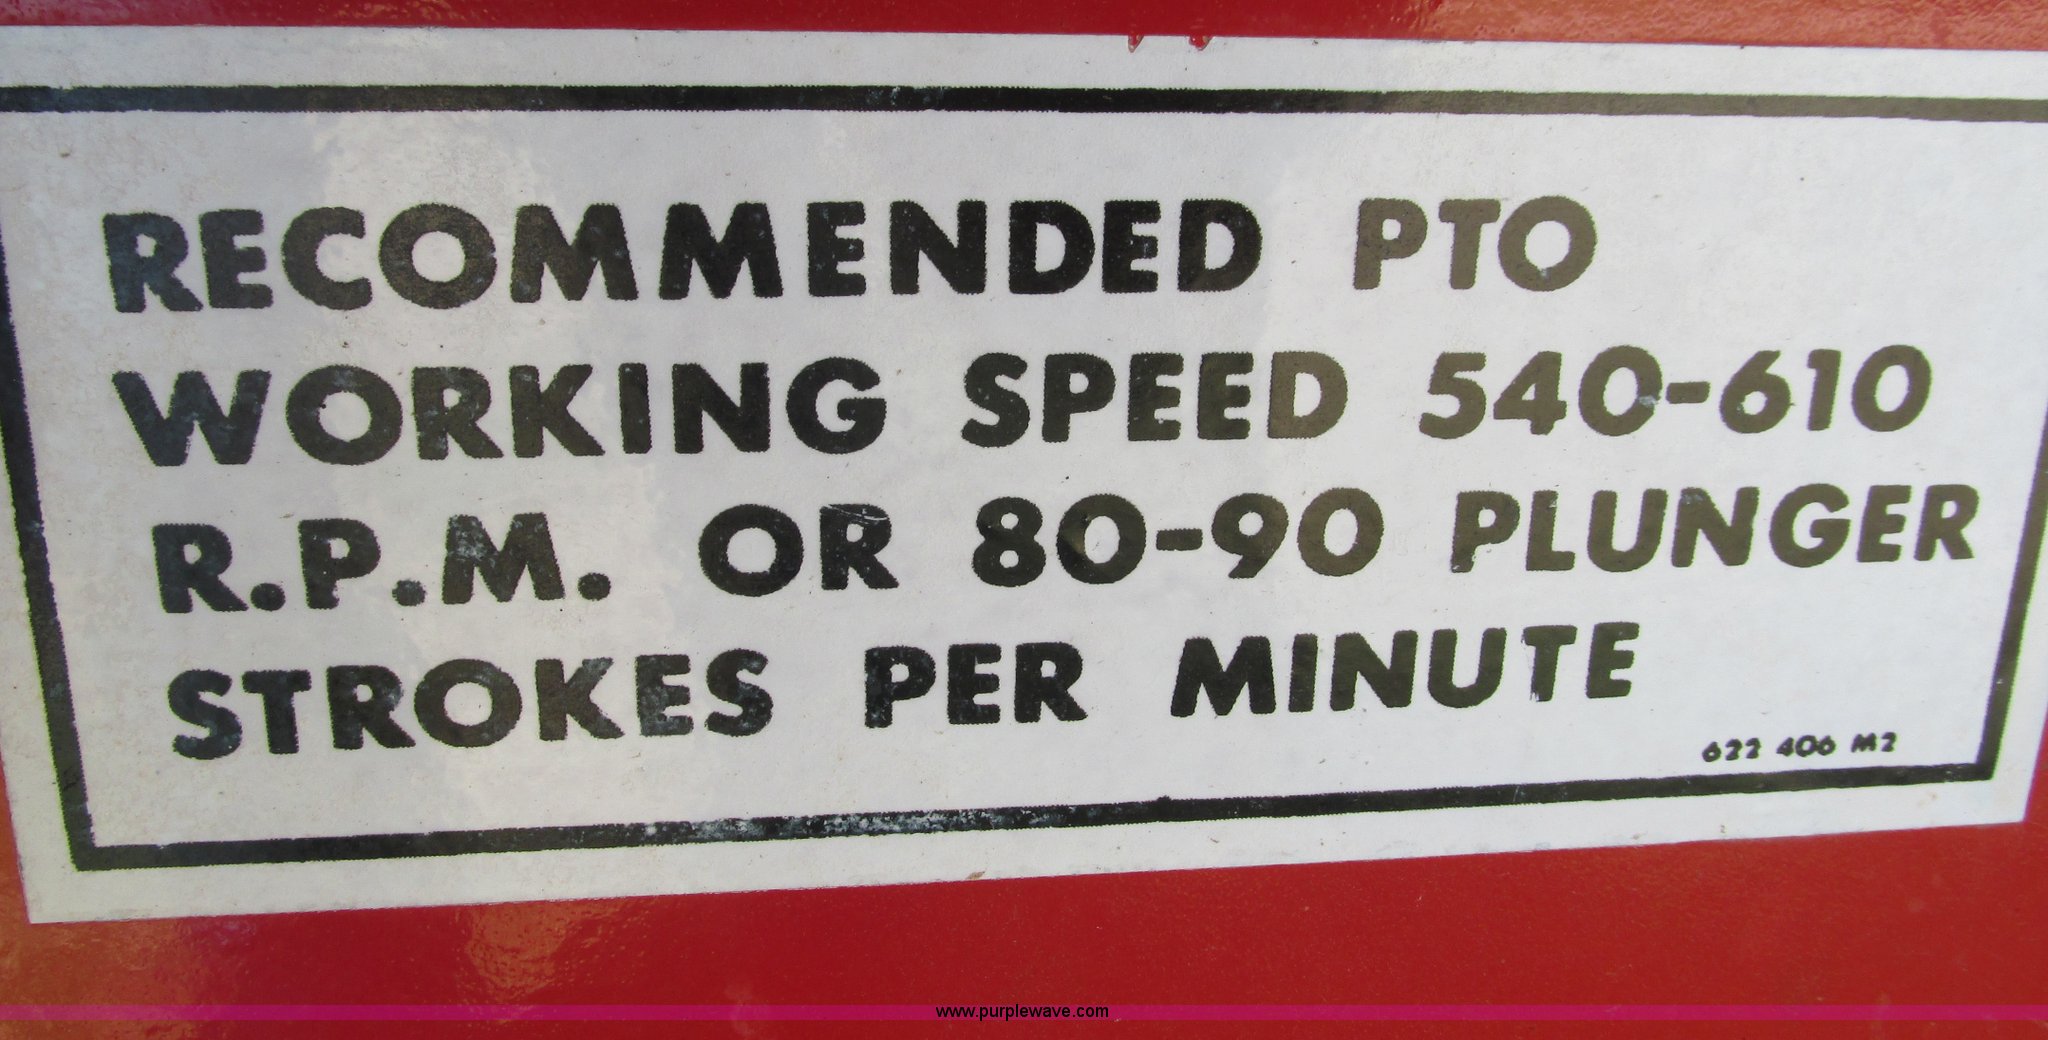 RECOMMENDED PTO
WORKING SPEED 540-610
R.P.M. OR 80-90 PLUNGER
STROKES PER MINUTE
622 406 M2
www.purplewave.com